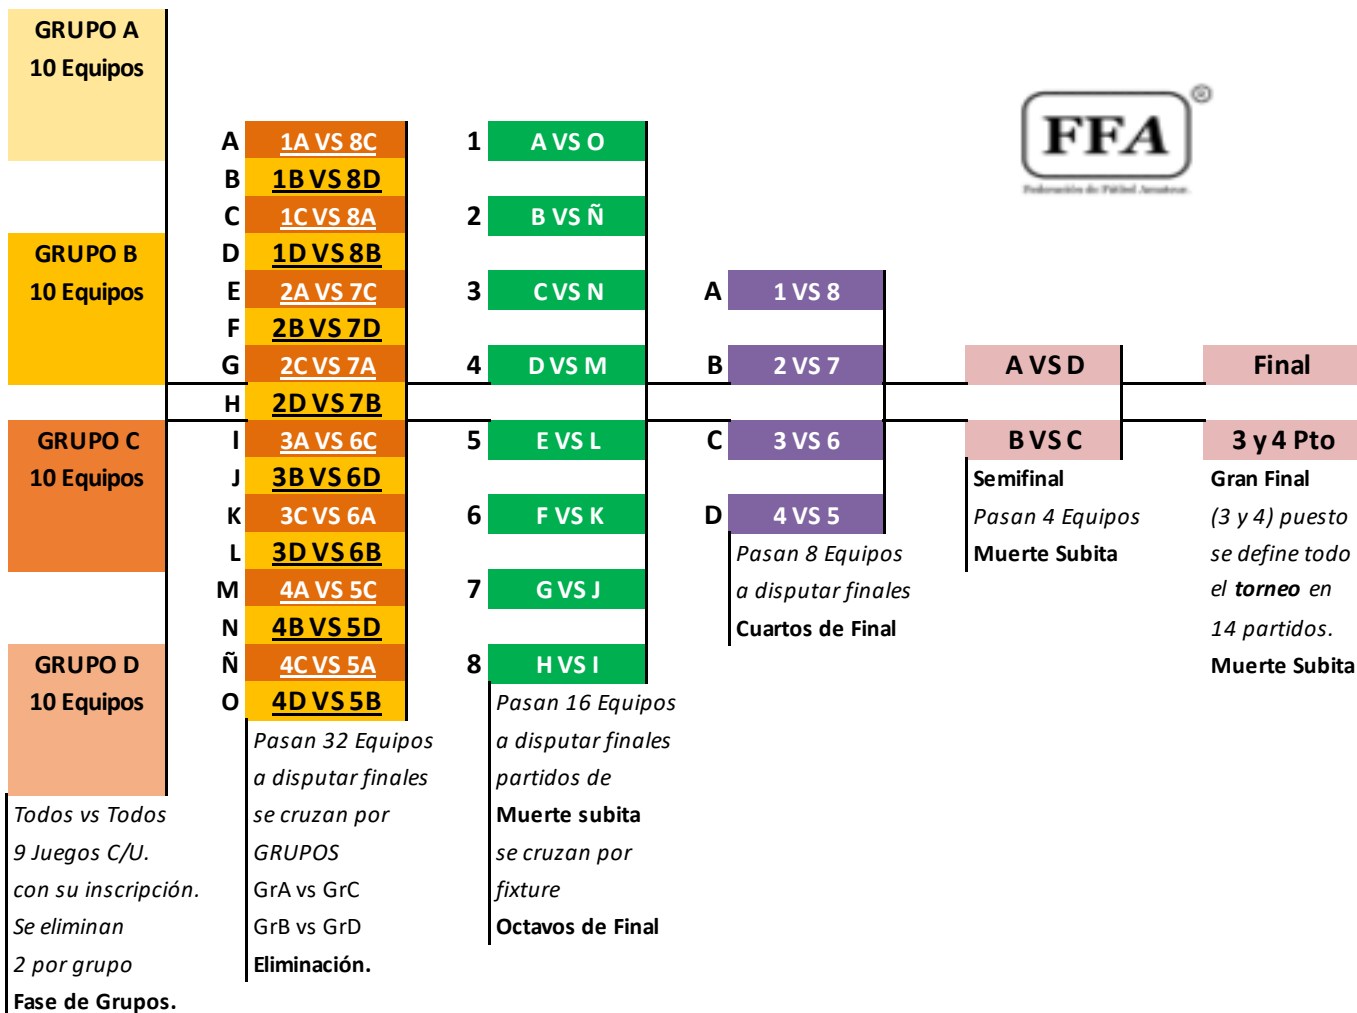 GRUPO A
10 Equipos
GRUPO B
10 Equipos
GRUPO C
10 Equipos
GRUPO D
10 Equipos
Todos vs Todos
9 Juegos C/U.
con su inscripción.
Se eliminan
2 por grupo
Fase de Grupos.
A 1A VS 8C
B 1B VS 8D
C 1C VS 8A
D 1D VS 8B
E 2A VS 7C
F 2B VS 7D
G 2C VS 7A
H 2D VS 7B
I 3A VS 6C
J 3B VS 6D
K 3C VS 6A
L 3D VS 6B
M 4A VS 5C
N 4B VS 5D
Ñ 4C VS 5A
O 4D VS 5B
Pasan 32 Equipos
a disputar finales
se cruzan por
GRUPOS
GrA vs GrC
GrB vs GrD
Eliminación.
1 A VS O
2 B VS Ñ
3 C VS N
4 D VS M
5 E VS L
6 F VS K
7 G VS J
8 H VS I
Pasan 16 Equipos
a disputar finales
partidos de
Muerte subita
se cruzan por
fixture
Octavos de Final
A 1 VS 8
B 2 VS 7
C 3 VS 6
D 4 VS 5
Pasan 8 Equipos
a disputar finales
Cuartos de Final
A VS D
B VS C
Semifinal
Pasan 4 Equipos
Muerte Subita
Final
3 y 4 Pto
Gran Final
(3 y 4) puesto
se define todo
el torneo en
14 partidos.
Muerte Subita
FFA ®
Federación de Fútbol Amateur.